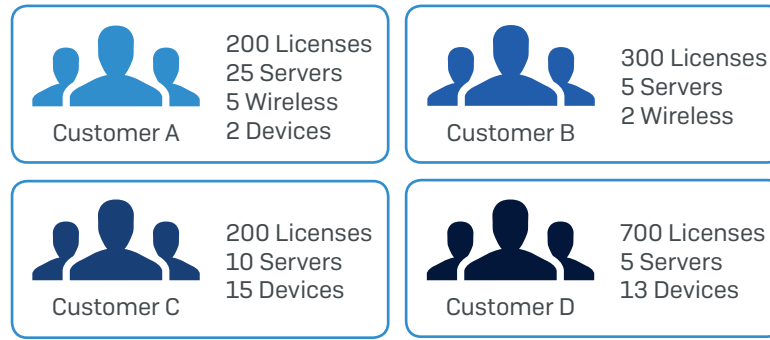 200 Licenses
25 Servers
5 Wireless
2 Devices
Customer A
300 Licenses
5 Servers
2 Wireless
Customer B
200 Licenses
10 Servers
15 Devices
Customer C
700 Licenses
5 Servers
13 Devices
Customer D